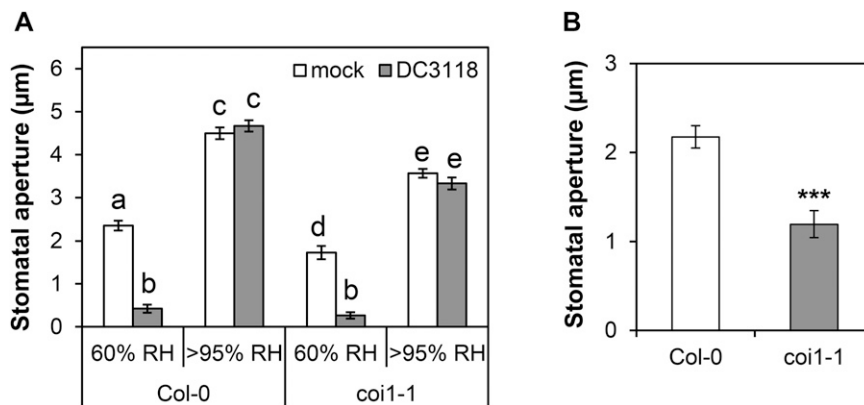 A
Stomatal aperture (µm)
6
5
4
3
2
1
0
mock DC3118
a
b
c c
d
b
e e
60% RH >95% RH 60% RH >95% RH
Col-0 coi1-1
B
Stomatal aperture (µm)
3
2
1
0
***
Col-0 coi1-1